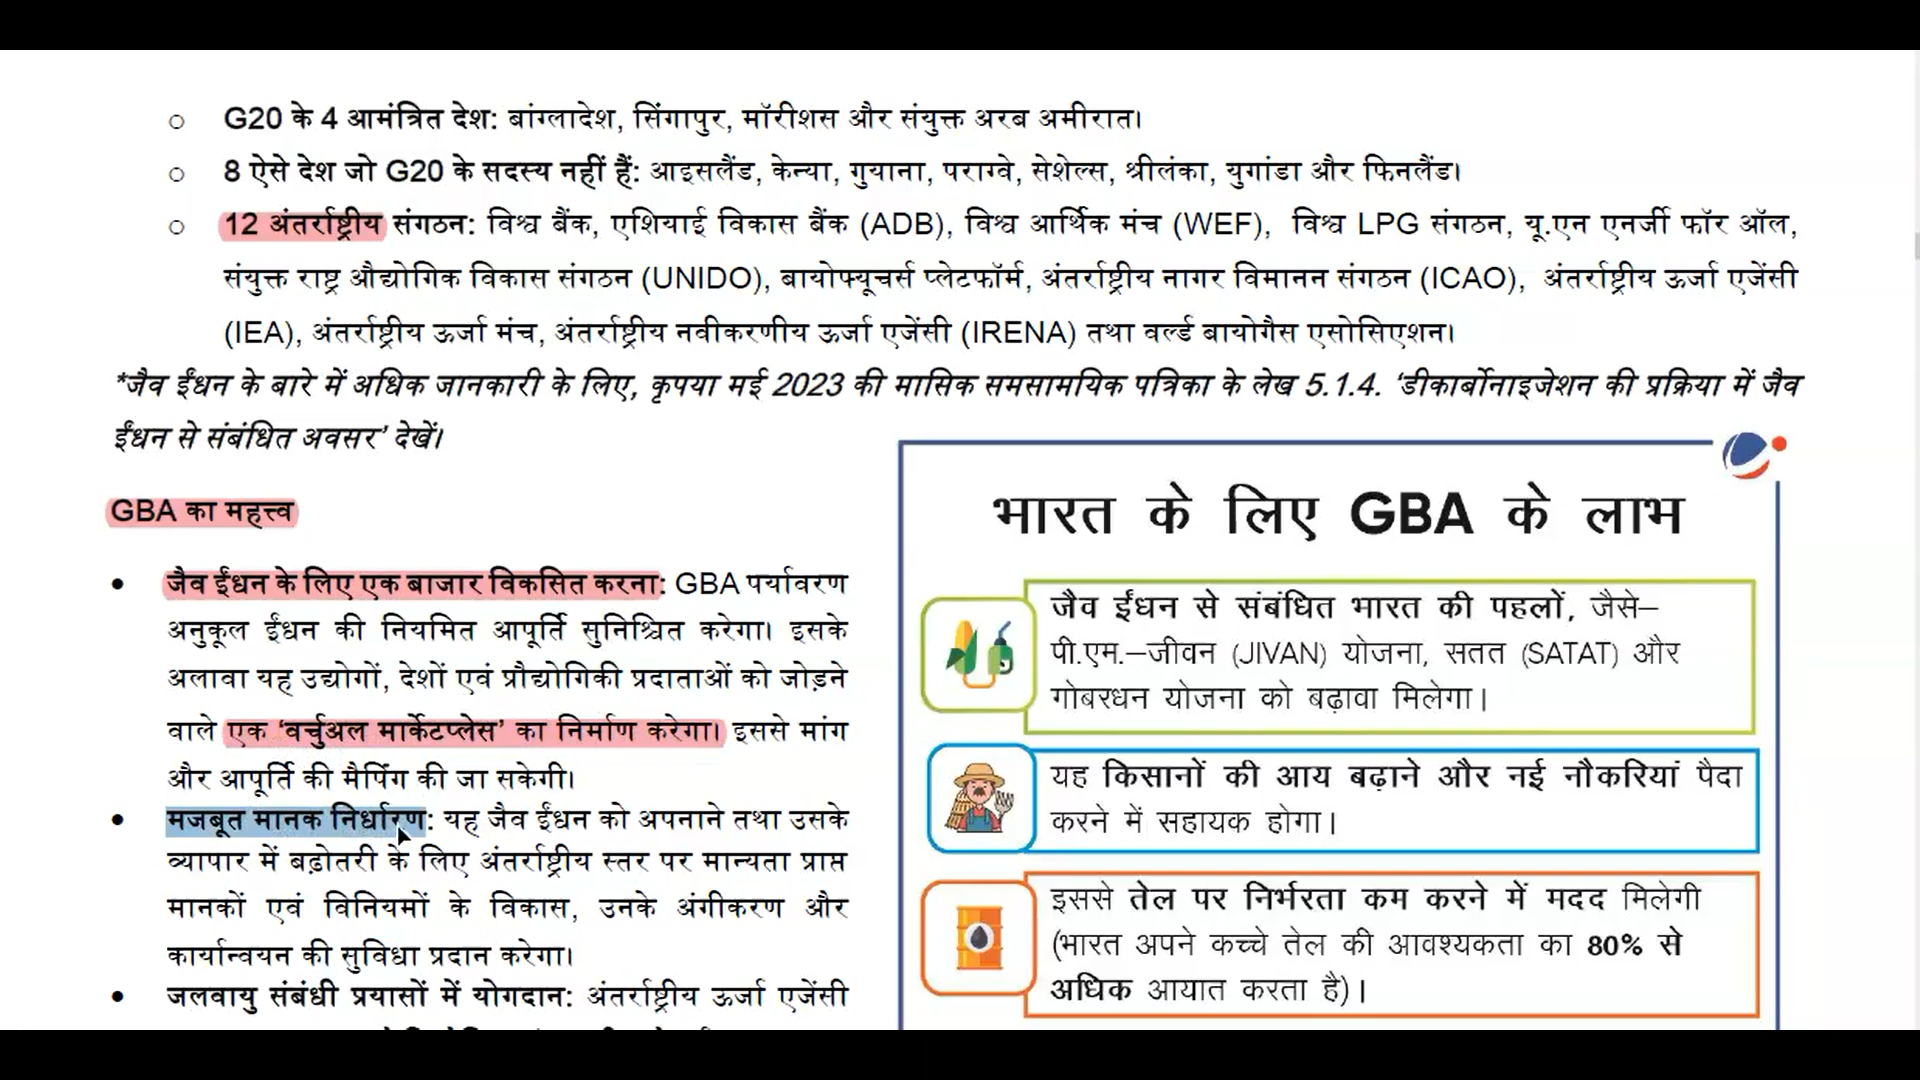 ○ G20 के 4 आमंत्रित देश: बांग्लादेश, सिंगापुर, मॉरीशस और संयुक्त अरब अमीरात।
○ 8 ऐसे देश जो G20 के सदस्य नहीं हैं: आइसलैंड, केन्या, गुयाना, पराग्वे, सेशेल्स, श्रीलंका, युगांडा और फिनलैंड।
○ 12 अंतर्राष्ट्रीय संगठन: विश्व बैंक, एशियाई विकास बैंक (ADB), विश्व आर्थिक मंच (WEF), विश्व LPG संगठन, यू.एन एनर्जी फॉर ऑल,
संयुक्त राष्ट्र औद्योगिक विकास संगठन (UNIDO), बायोफ्यूचर्स प्लेटफॉर्म, अंतर्राष्ट्रीय नागर विमानन संगठन (ICAO), अंतर्राष्ट्रीय ऊर्जा एजेंसी
(IEA), अंतर्राष्ट्रीय ऊर्जा मंच, अंतर्राष्ट्रीय नवीकरणीय ऊर्जा एजेंसी (IRENA) तथा वर्ल्ड बायोगैस एसोसिएशन।
*जैव ईंधन के बारे में अधिक जानकारी के लिए, कृपया मई 2023 की मासिक समसामयिक पत्रिका के लेख 5.1.4. 'डीकार्बोनाइजेशन की प्रक्रिया में जैव
ईंधन से संबंधित अवसर' देखें।
GBA का महत्त्व
• जैव ईंधन के लिए एक बाजार विकसित करना: GBA पर्यावरण
अनुकूल ईंधन की नियमित आपूर्ति सुनिश्चित करेगा। इसके
अलावा यह उद्योगों, देशों एवं प्रौद्योगिकी प्रदाताओं को जोड़ने
वाले एक 'वर्चुअल मार्केटप्लेस' का निर्माण करेगा। इससे मांग
और आपूर्ति की मैपिंग की जा सकेगी।
• मजबूत मानक निर्धारण: यह जैव ईंधन को अपनाने तथा उसके
व्यापार में बढ़ोतरी के लिए अंतर्राष्ट्रीय स्तर पर मान्यता प्राप्त
मानकों एवं विनियमों के विकास, उनके अंगीकरण और
कार्यान्वयन की सुविधा प्रदान करेगा।
• जलवायु संबंधी प्रयासों में योगदान: अंतर्राष्ट्रीय ऊर्जा एजेंसी
भारत के लिए GBA के लाभ
जैव ईंधन से संबंधित भारत की पहलों, जैसे–
पी.एम.–जीवन (JIVAN) योजना, सतत (SATAT) और
गोबरधन योजना को बढ़ावा मिलेगा।
यह किसानों की आय बढ़ाने और नई नौकरियां पैदा
करने में सहायक होगा।
इससे तेल पर निर्भरता कम करने में मदद मिलेगी
(भारत अपने कच्चे तेल की आवश्यकता का 80% से
अधिक आयात करता है)।